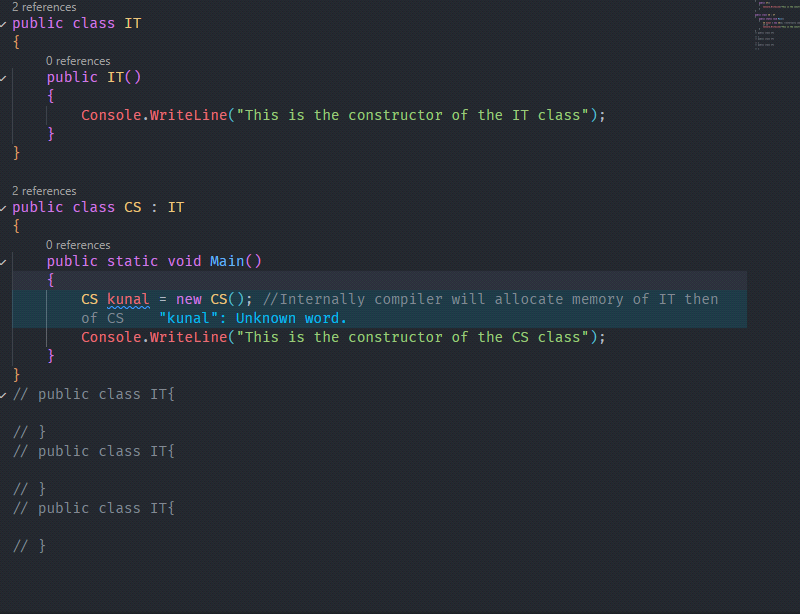 2 references
public class IT
{
0 references
public IT()
{
Console.WriteLine("This is the constructor of the IT class");
}
}
2 references
public class CS : IT
{
0 references
public static void Main()
{
CS kunal = new CS(); //Internally compiler will allocate memory of IT then
of CS "kunal": Unknown word.
Console.WriteLine("This is the constructor of the CS class");
}
}
// public class IT{
// }
// public class IT{
// }
// public class IT{
// }